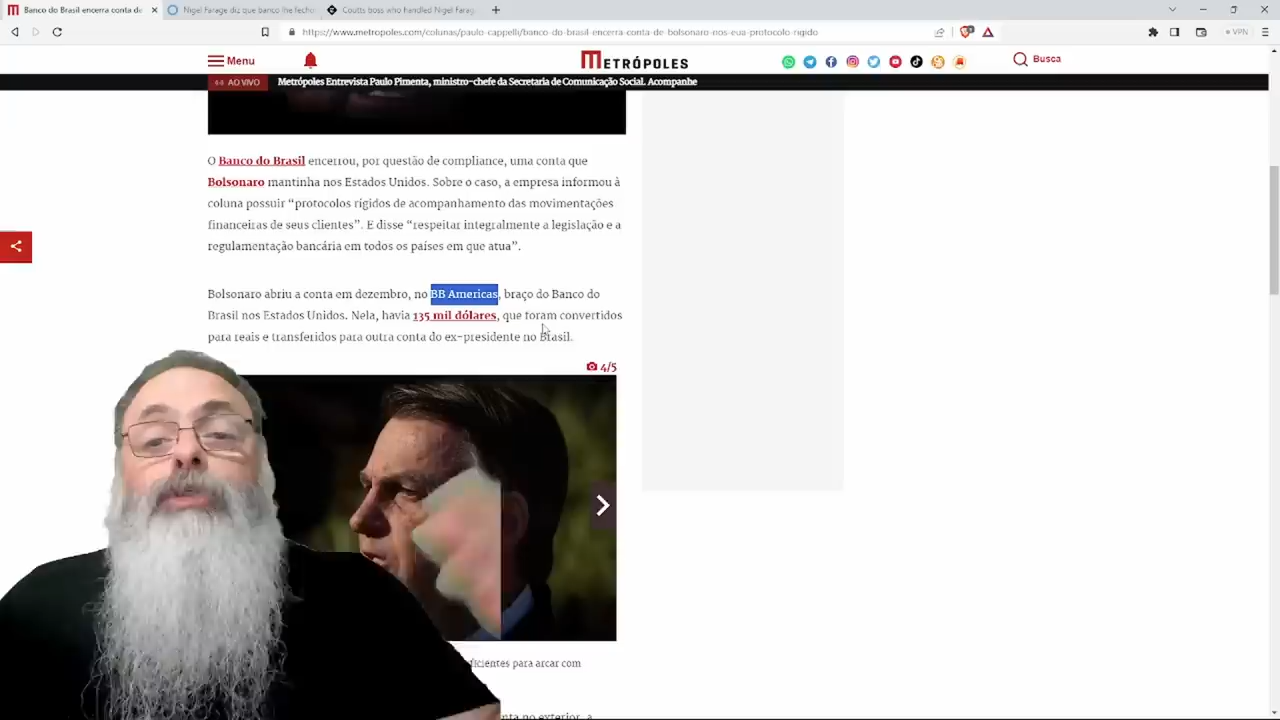 Banco do Brasil encerra conta de
Nigel Farage diz que banco lhe fechou
Coutts boss who handled Nigel Farag
https://www.metropoles.com/colunas/paulo-cappelli/banco-do-brasil-encerra-conta-de-bolsonaro-nos-eua-protocolo-rigido
VPN
Menu
METRÓPOLES
Busca
AO VIVO
Metrópoles Entrevista Paulo Pimenta, ministro-chefe da Secretaria de Comunicação Social. Acompanhe
O Banco do Brasil encerrou, por questão de compliance, uma conta que
Bolsonaro mantinha nos Estados Unidos. Sobre o caso, a empresa informou à
coluna possuir “protocolos rígidos de acompanhamento das movimentações
financeiras de seus clientes”. E disse “respeitar integralmente a legislação e a
regulamentação bancária em todos os países em que atua”.
Bolsonaro abriu a conta em dezembro, no BB Americas, braço do Banco do
Brasil nos Estados Unidos. Nela, havia 135 mil dólares, que foram convertidos
para reais e transferidos para outra conta do ex-presidente no Brasil.
4/5
ficientes para arcar com
nta no exterior, a